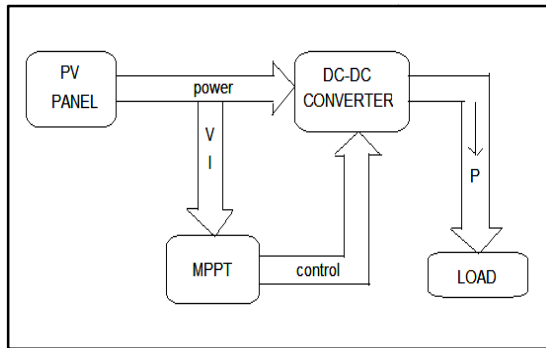 PV
PANEL
power
DC-DC
CONVERTER
V
I
P
MPPT
control
LOAD